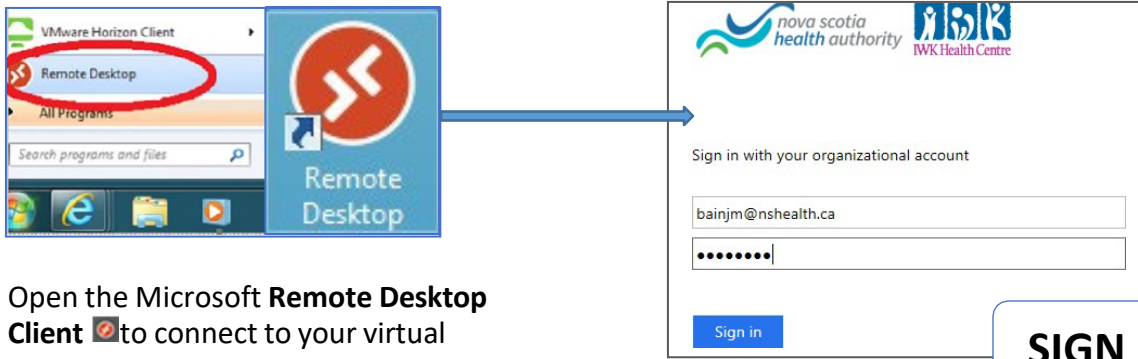 VMware Horizon Client
Remote Desktop
All Programs
Search programs and files
Remote
Desktop
Open the Microsoft Remote Desktop
Client to connect to your virtual
nova scotia
health authority
IWK Health Centre
Sign in with your organizational account
bainjm@nshealth.ca
••••••••
Sign in
SIGN